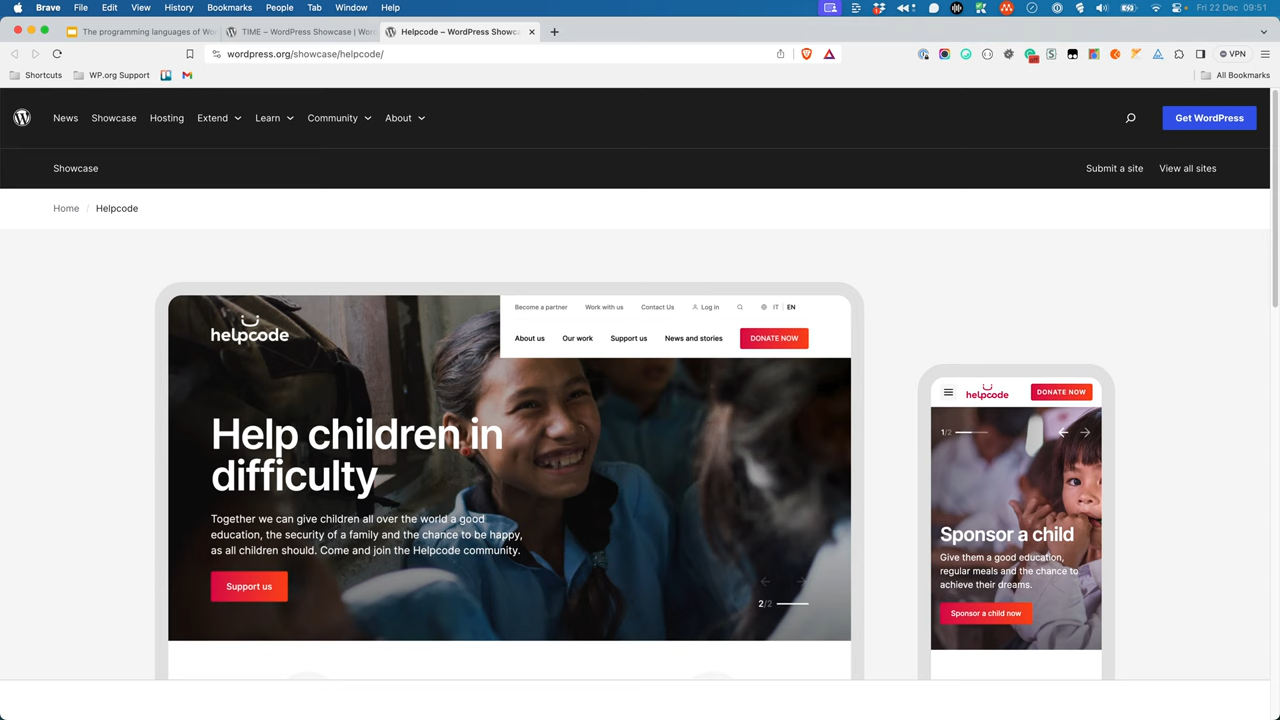 Brave File Edit View History Bookmarks People Tab Window Help
Fri 22 Dec 09:51
The programming languages of Wor
TIME – WordPress Showcase | Wor
Helpcode – WordPress Showca
wordpress.org/showcase/helpcode/
VPN
Shortcuts WP.org Support
All Bookmarks
News Showcase Hosting Extend Learn Community About
Get WordPress
Showcase
Submit a site View all sites
Home / Helpcode
Become a partner Work with us Contact Us Log in IT | EN
helpcode
About us Our work Support us News and stories DONATE NOW
Help children in
difficulty
Together we can give children all over the world a good
education, the security of a family and the chance to be happy,
as all children should. Come and join the Helpcode community.
Support us
2/2
helpcode
DONATE NOW
1/2
Sponsor a child
Give them a good education,
regular meals and the chance to
achieve their dreams.
Sponsor a child now